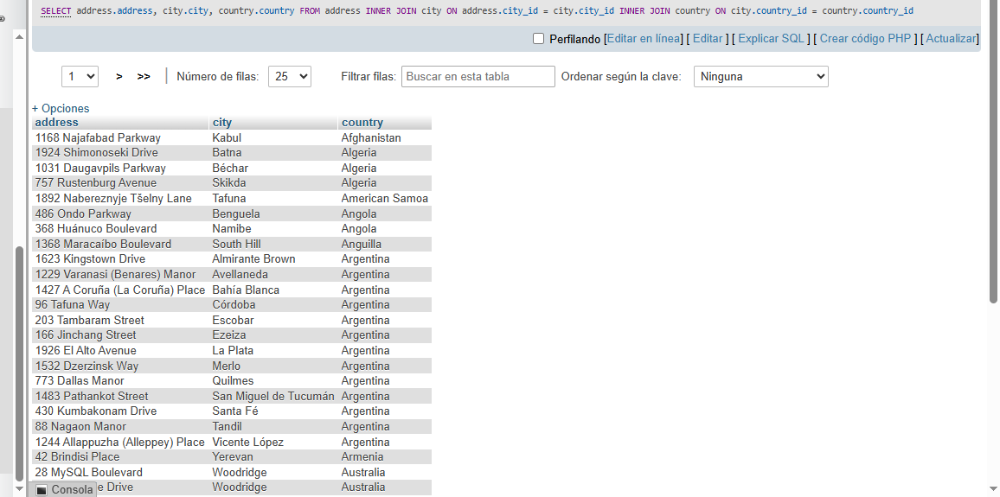 SELECT address.address, city.city, country.country FROM address INNER JOIN city ON address.city_id = city.city_id INNER JOIN country ON city.country_id = country.country_id
Perfilando [Editar en línea] [ Editar ] [ Explicar SQL ] [ Crear código PHP ] [ Actualizar]
1 > >> Número de filas: 25 Filtrar filas: Buscar en esta tabla Ordenar según la clave: Ninguna
+ Opciones
address city country
1168 Najafabad Parkway Kabul Afghanistan
1924 Shimonoseki Drive Batna Algeria
1031 Daugavpils Parkway Béchar Algeria
757 Rustenburg Avenue Skikda Algeria
1892 Nabereznyje Tšelny Lane Tafuna American Samoa
486 Ondo Parkway Benguela Angola
368 Huánuco Boulevard Namibe Angola
1368 Maracaíbo Boulevard South Hill Anguilla
1623 Kingstown Drive Almirante Brown Argentina
1229 Varanasi (Benares) Manor Avellaneda Argentina
1427 A Coruña (La Coruña) Place Bahía Blanca Argentina
96 Tafuna Way Córdoba Argentina
203 Tambaram Street Escobar Argentina
166 Jinchang Street Ezeiza Argentina
1926 El Alto Avenue La Plata Argentina
1532 Dzerzinsk Way Merlo Argentina
773 Dallas Manor Quilmes Argentina
1483 Pathankot Street San Miguel de Tucumán Argentina
430 Kumbakonam Drive Santa Fé Argentina
88 Nagaon Manor Tandil Argentina
1244 Allappuzha (Alleppey) Place Vicente López Argentina
42 Brindisi Place Yerevan Armenia
28 MySQL Boulevard Woodridge Australia
Consola e Drive Woodridge Australia